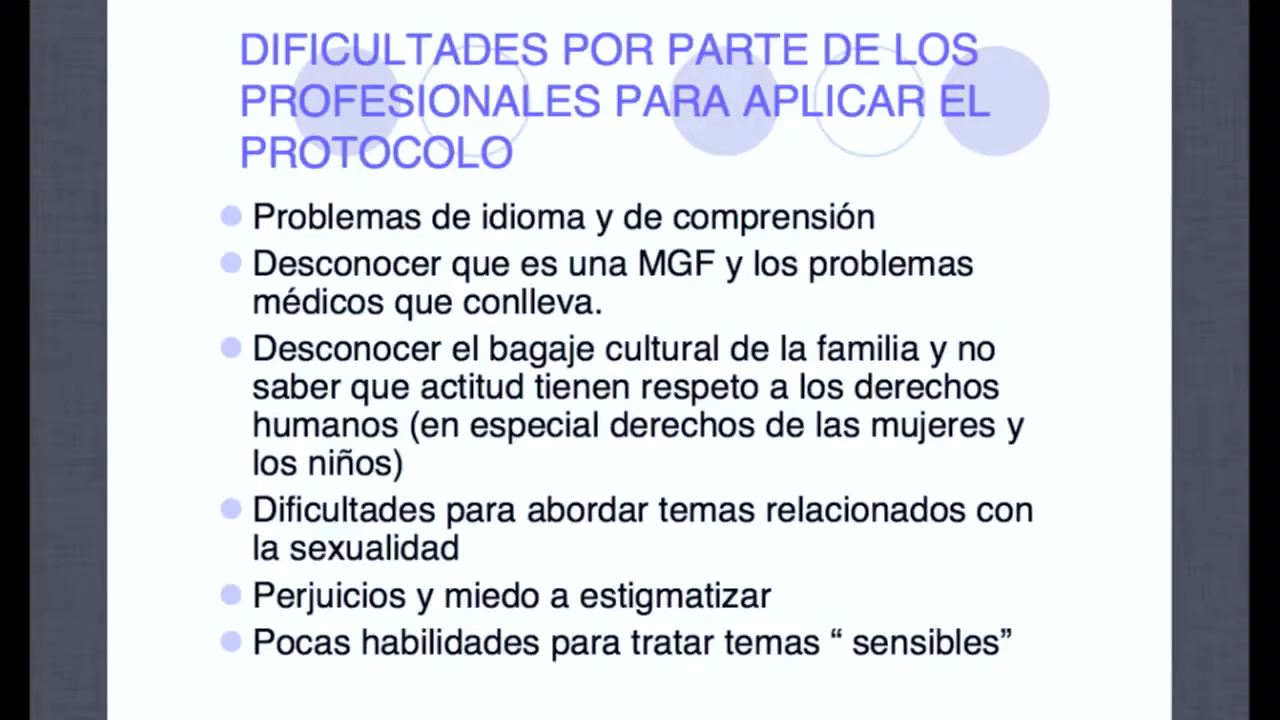 DIFICULTADES POR PARTE DE LOS
PROFESIONALES PARA APLICAR EL
PROTOCOLO
Problemas de idioma y de comprensión
Desconocer que es una MGF y los problemas
médicos que conlleva.
Desconocer el bagaje cultural de la familia y no
saber que actitud tienen respeto a los derechos
humanos (en especial derechos de las mujeres y
los niños)
Dificultades para abordar temas relacionados con
la sexualidad
Perjuicios y miedo a estigmatizar
Pocas habilidades para tratar temas “ sensibles”